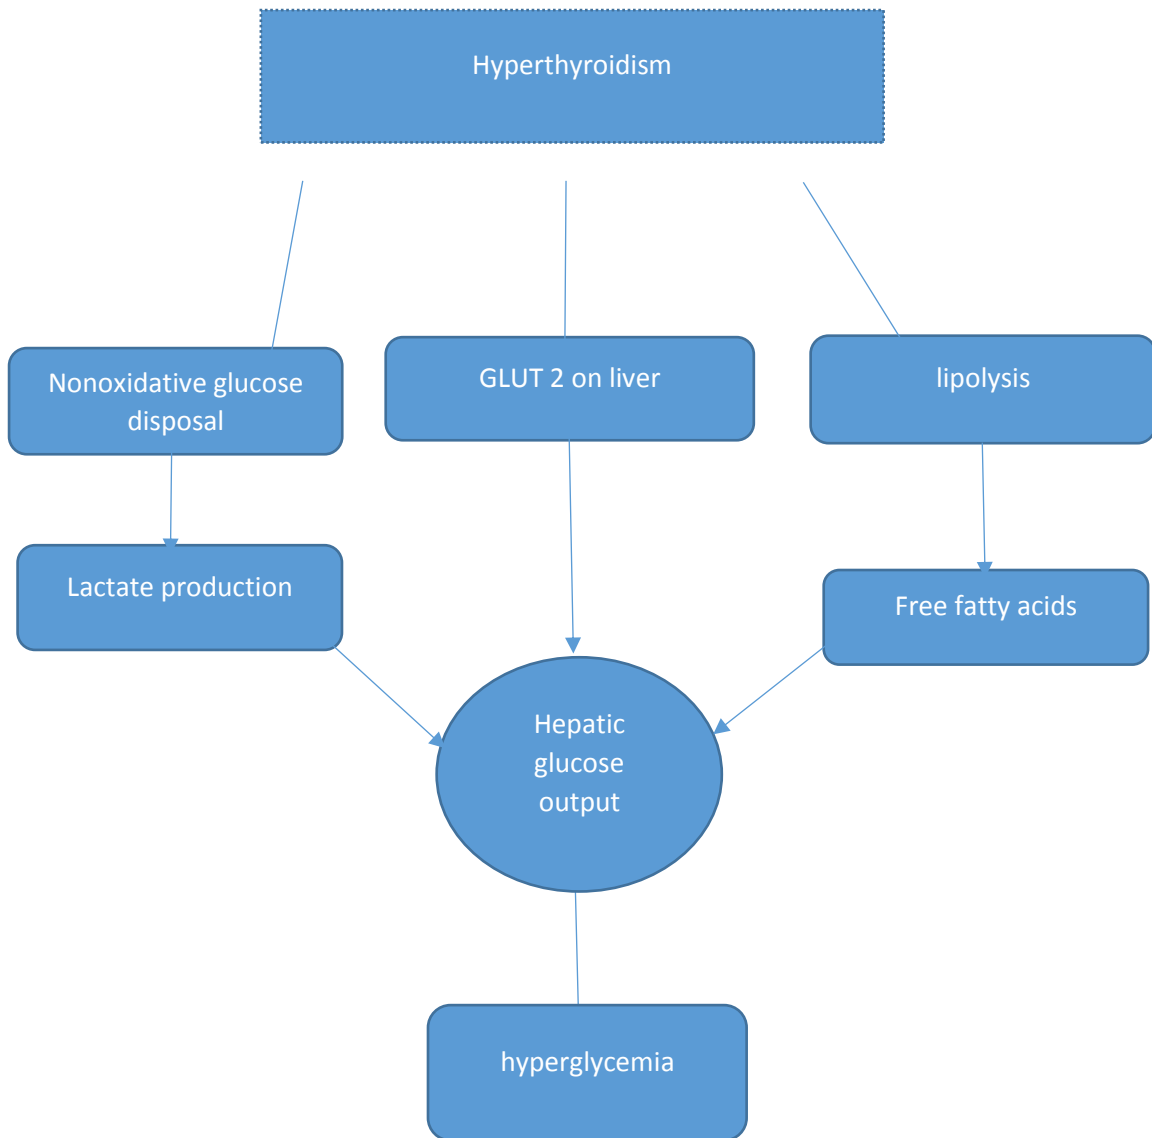 Hyperthyroidism
Nonoxidative glucose
disposal
GLUT 2 on liver
lipolysis
Lactate production
Free fatty acids
Hepatic
glucose
output
hyperglycemia